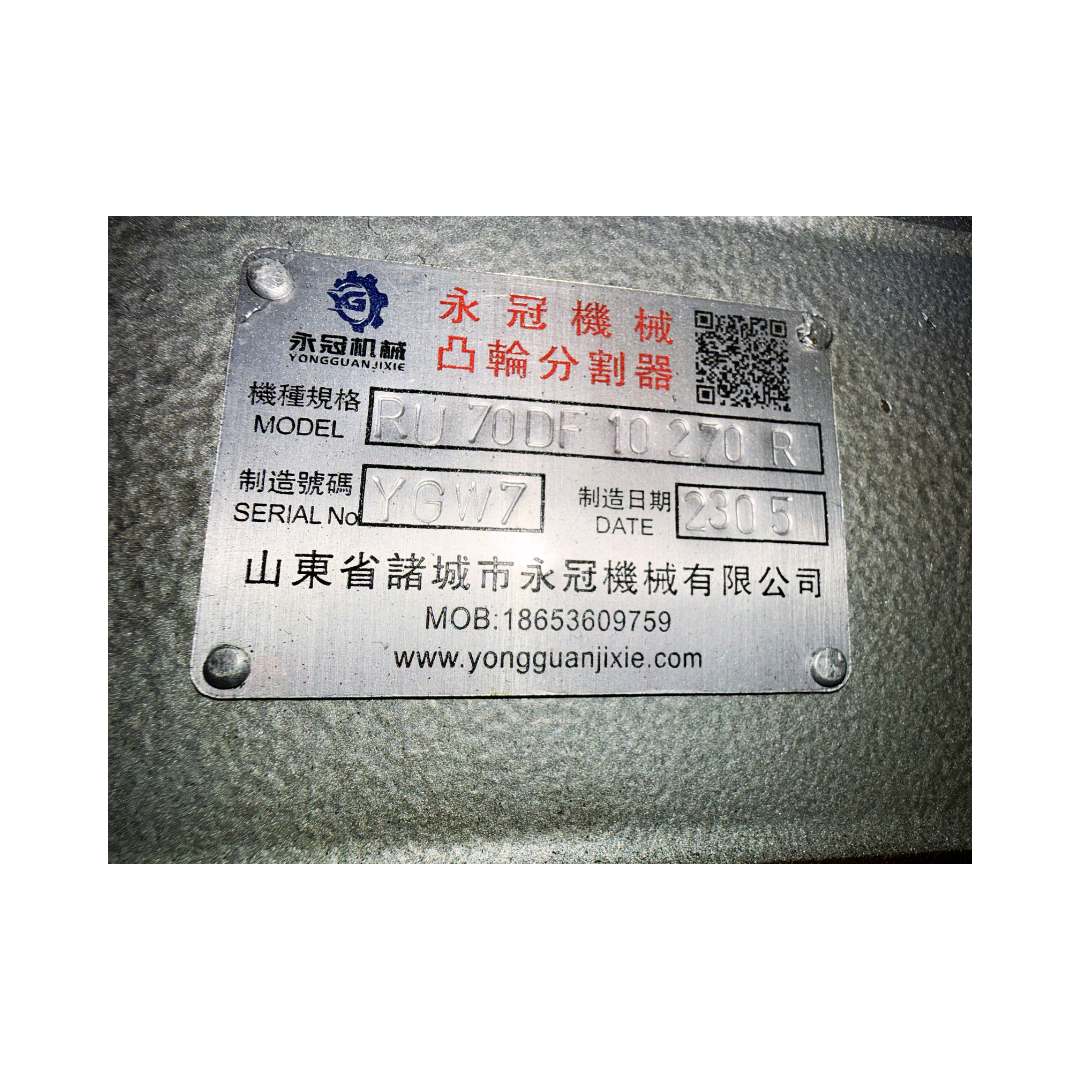 永冠机械
YONGGUANJIXIE
永冠機械
凸輪分割器
機種規格
MODEL
RU 70DF 10 270 R
制造號碼
SERIAL No
YGW7
制造日期
DATE
2305
山東省諸城市永冠機械有限公司
MOB:18653609759
www.yongguanjixie.com